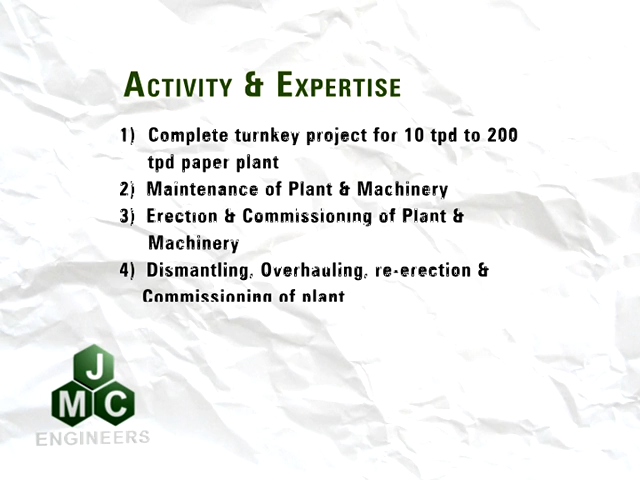 ACTIVITY & EXPERTISE
1) Complete turnkey project for 10 tpd to 200
tpd paper plant
2) Maintenance of Plant & Machinery
3) Erection & Commissioning of Plant &
Machinery
4) Dismantling, Overhauling, re-erection &
Commissioning of plant
J
M C
ENGINEERS